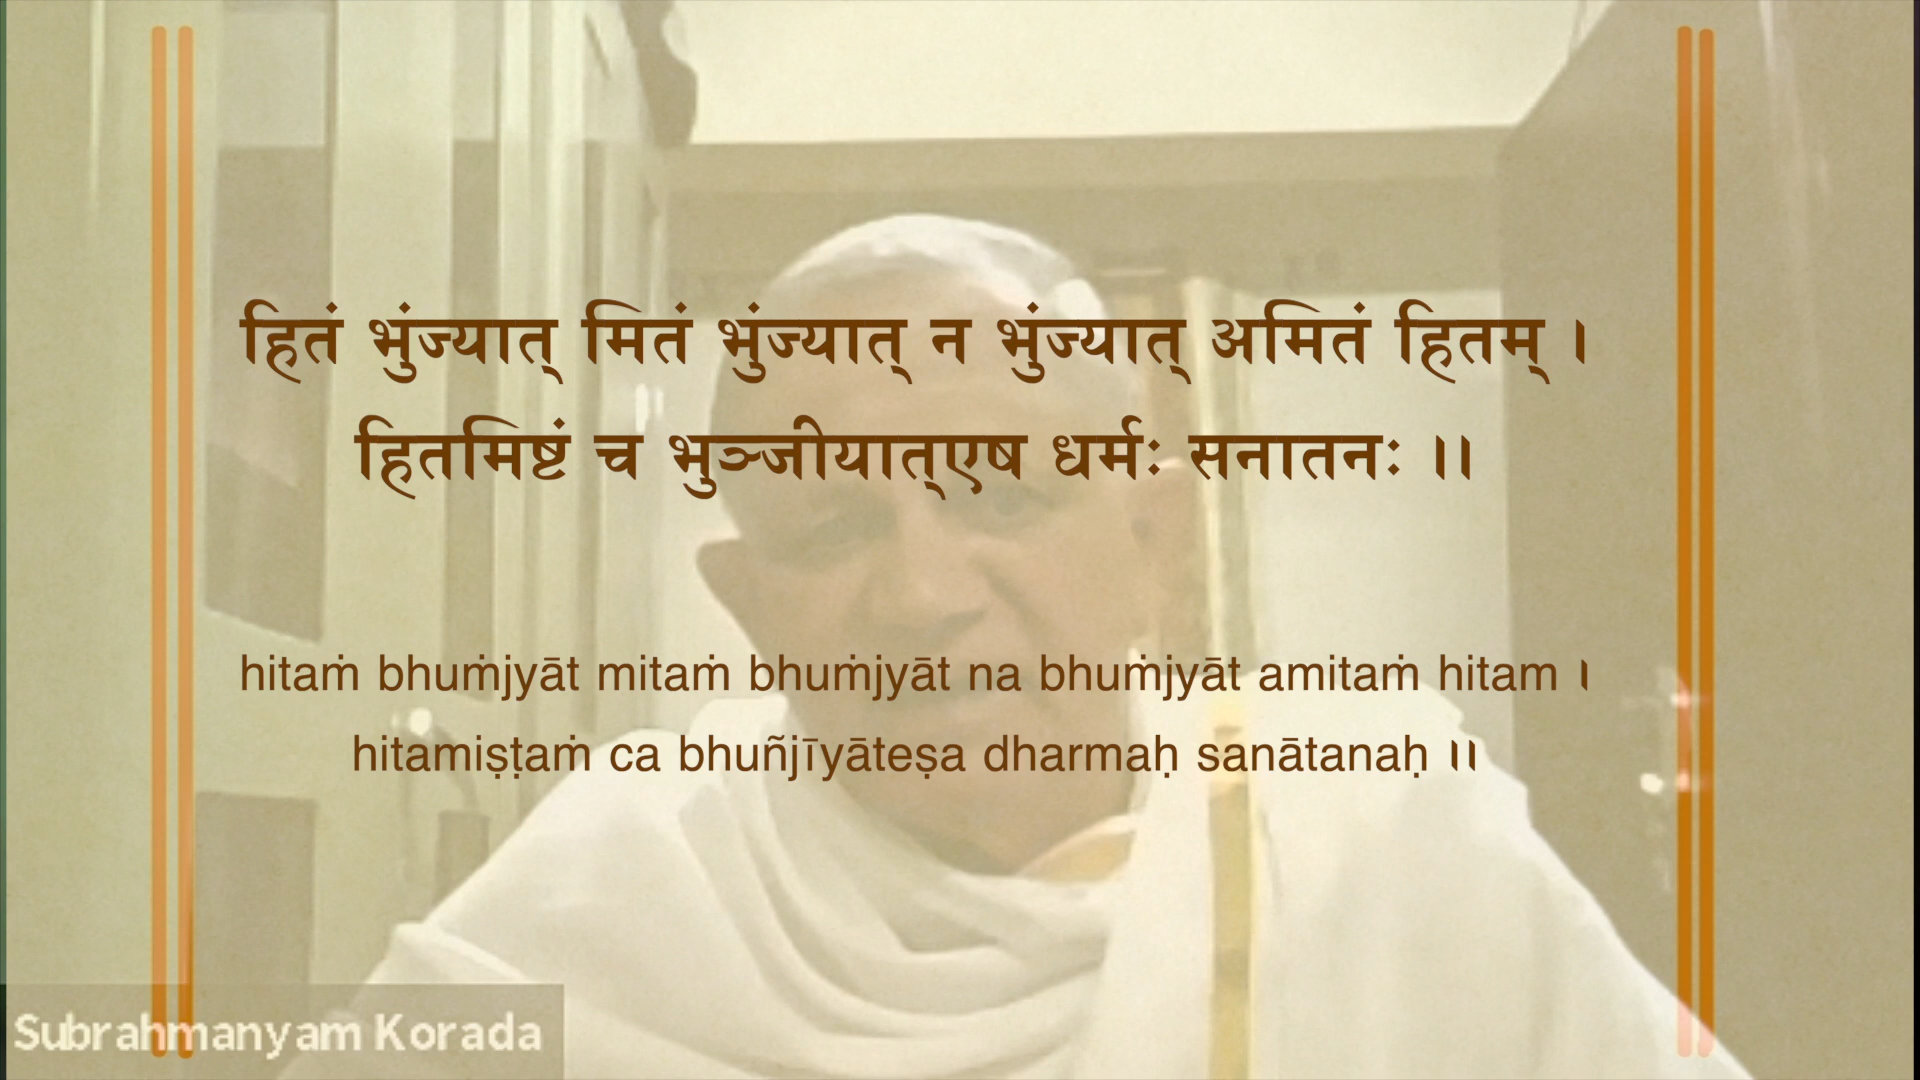 हितं भुंज्यात् मितं भुंज्यात् न भुंज्यात् अमितं हितम् ।
हितमिष्टं च भुञ्जीयात्‌एष धर्मः सनातनः ।।
hitaṁ bhuṁjyāt mitaṁ bhuṁjyāt na bhuṁjyāt amitaṁ hitam ।
hitamiṣṭaṁ ca bhuñjīyāteṣa dharmaḥ sanātanaḥ ।।
Subrahmanyam Korada